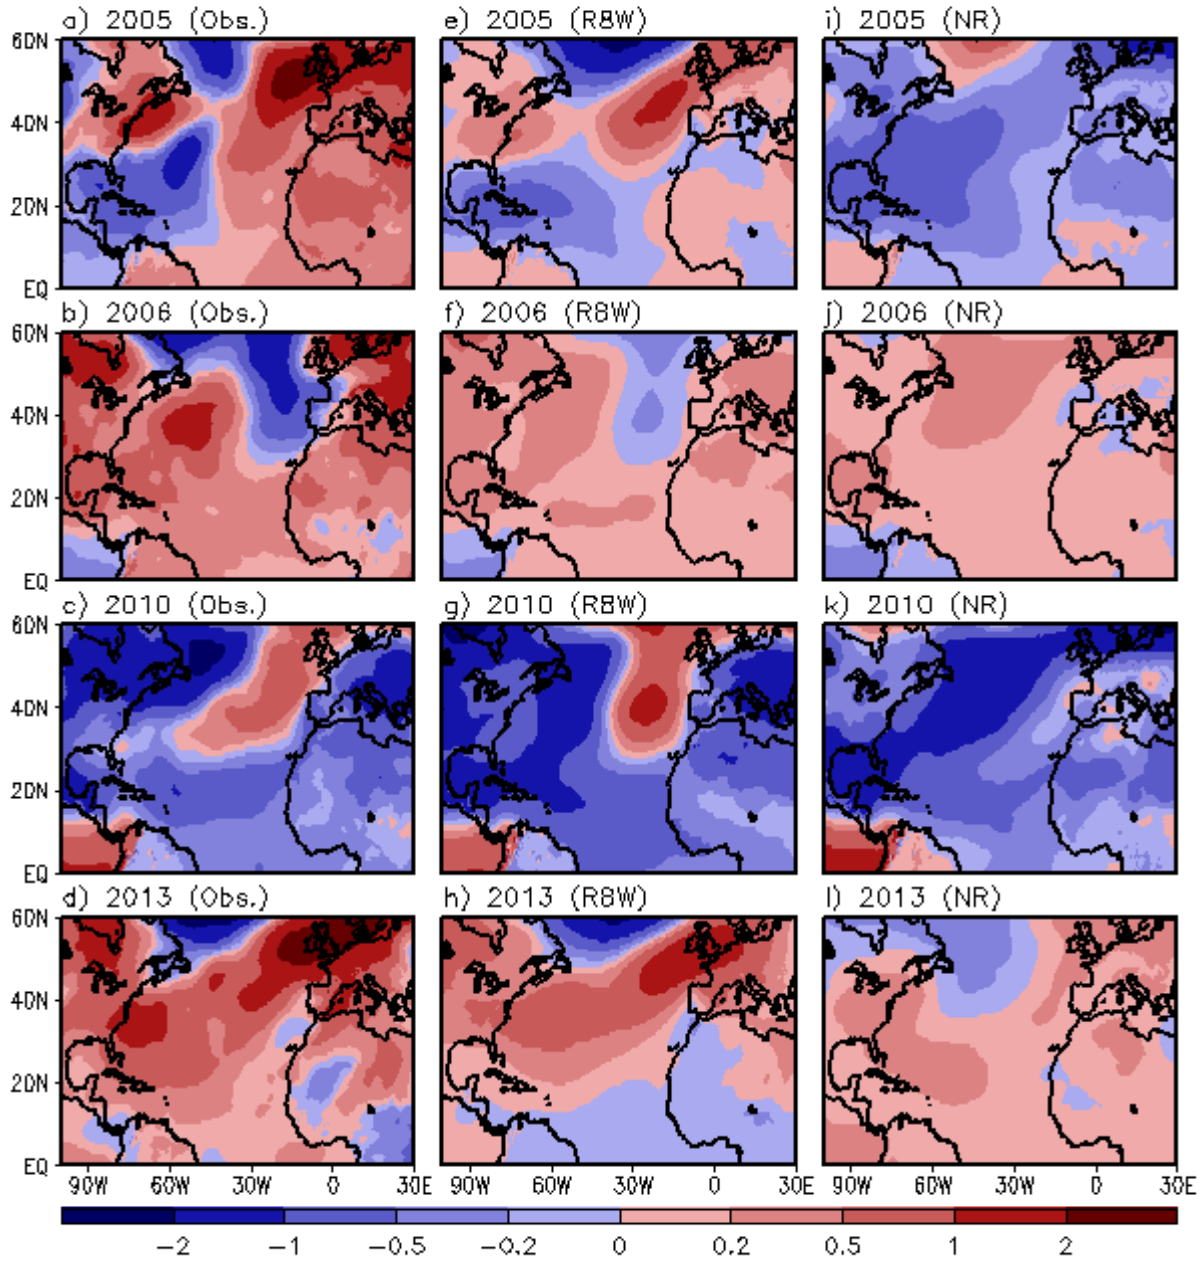 a) 2005 (Obs.) e) 2005 (R8W) i) 2005 (NR)
60N
40N
20N
EQ
b) 2006 (Obs.) f) 2006 (R8W) j) 2006 (NR)
60N
40N
20N
EQ
c) 2010 (Obs.) g) 2010 (R8W) k) 2010 (NR)
60N
40N
20N
EQ
d) 2013 (Obs.) h) 2013 (R8W) l) 2013 (NR)
60N
40N
20N
EQ
90W 60W 30W 0 30E 90W 60W 30W 0 30E 90W 60W 30W 0 30E
-2 -1 -0.5 -0.2 0 0.2 0.5 1 2